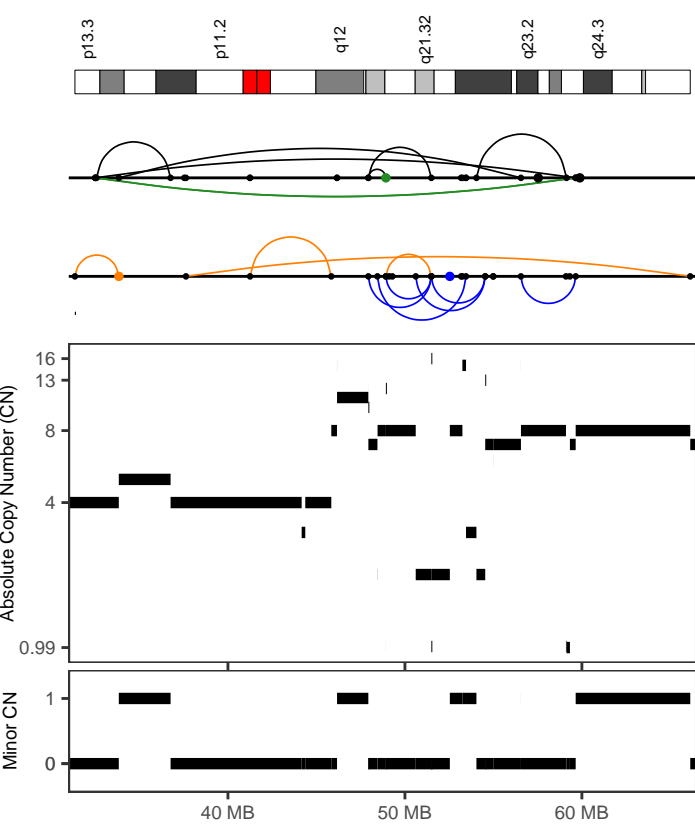 p13.3
p11.2
q12
q21.32
q23.2
q24.3
Absolute Copy Number (CN)
16
13
8
4
0.99
Minor CN
1
0
40 MB
50 MB
60 MB